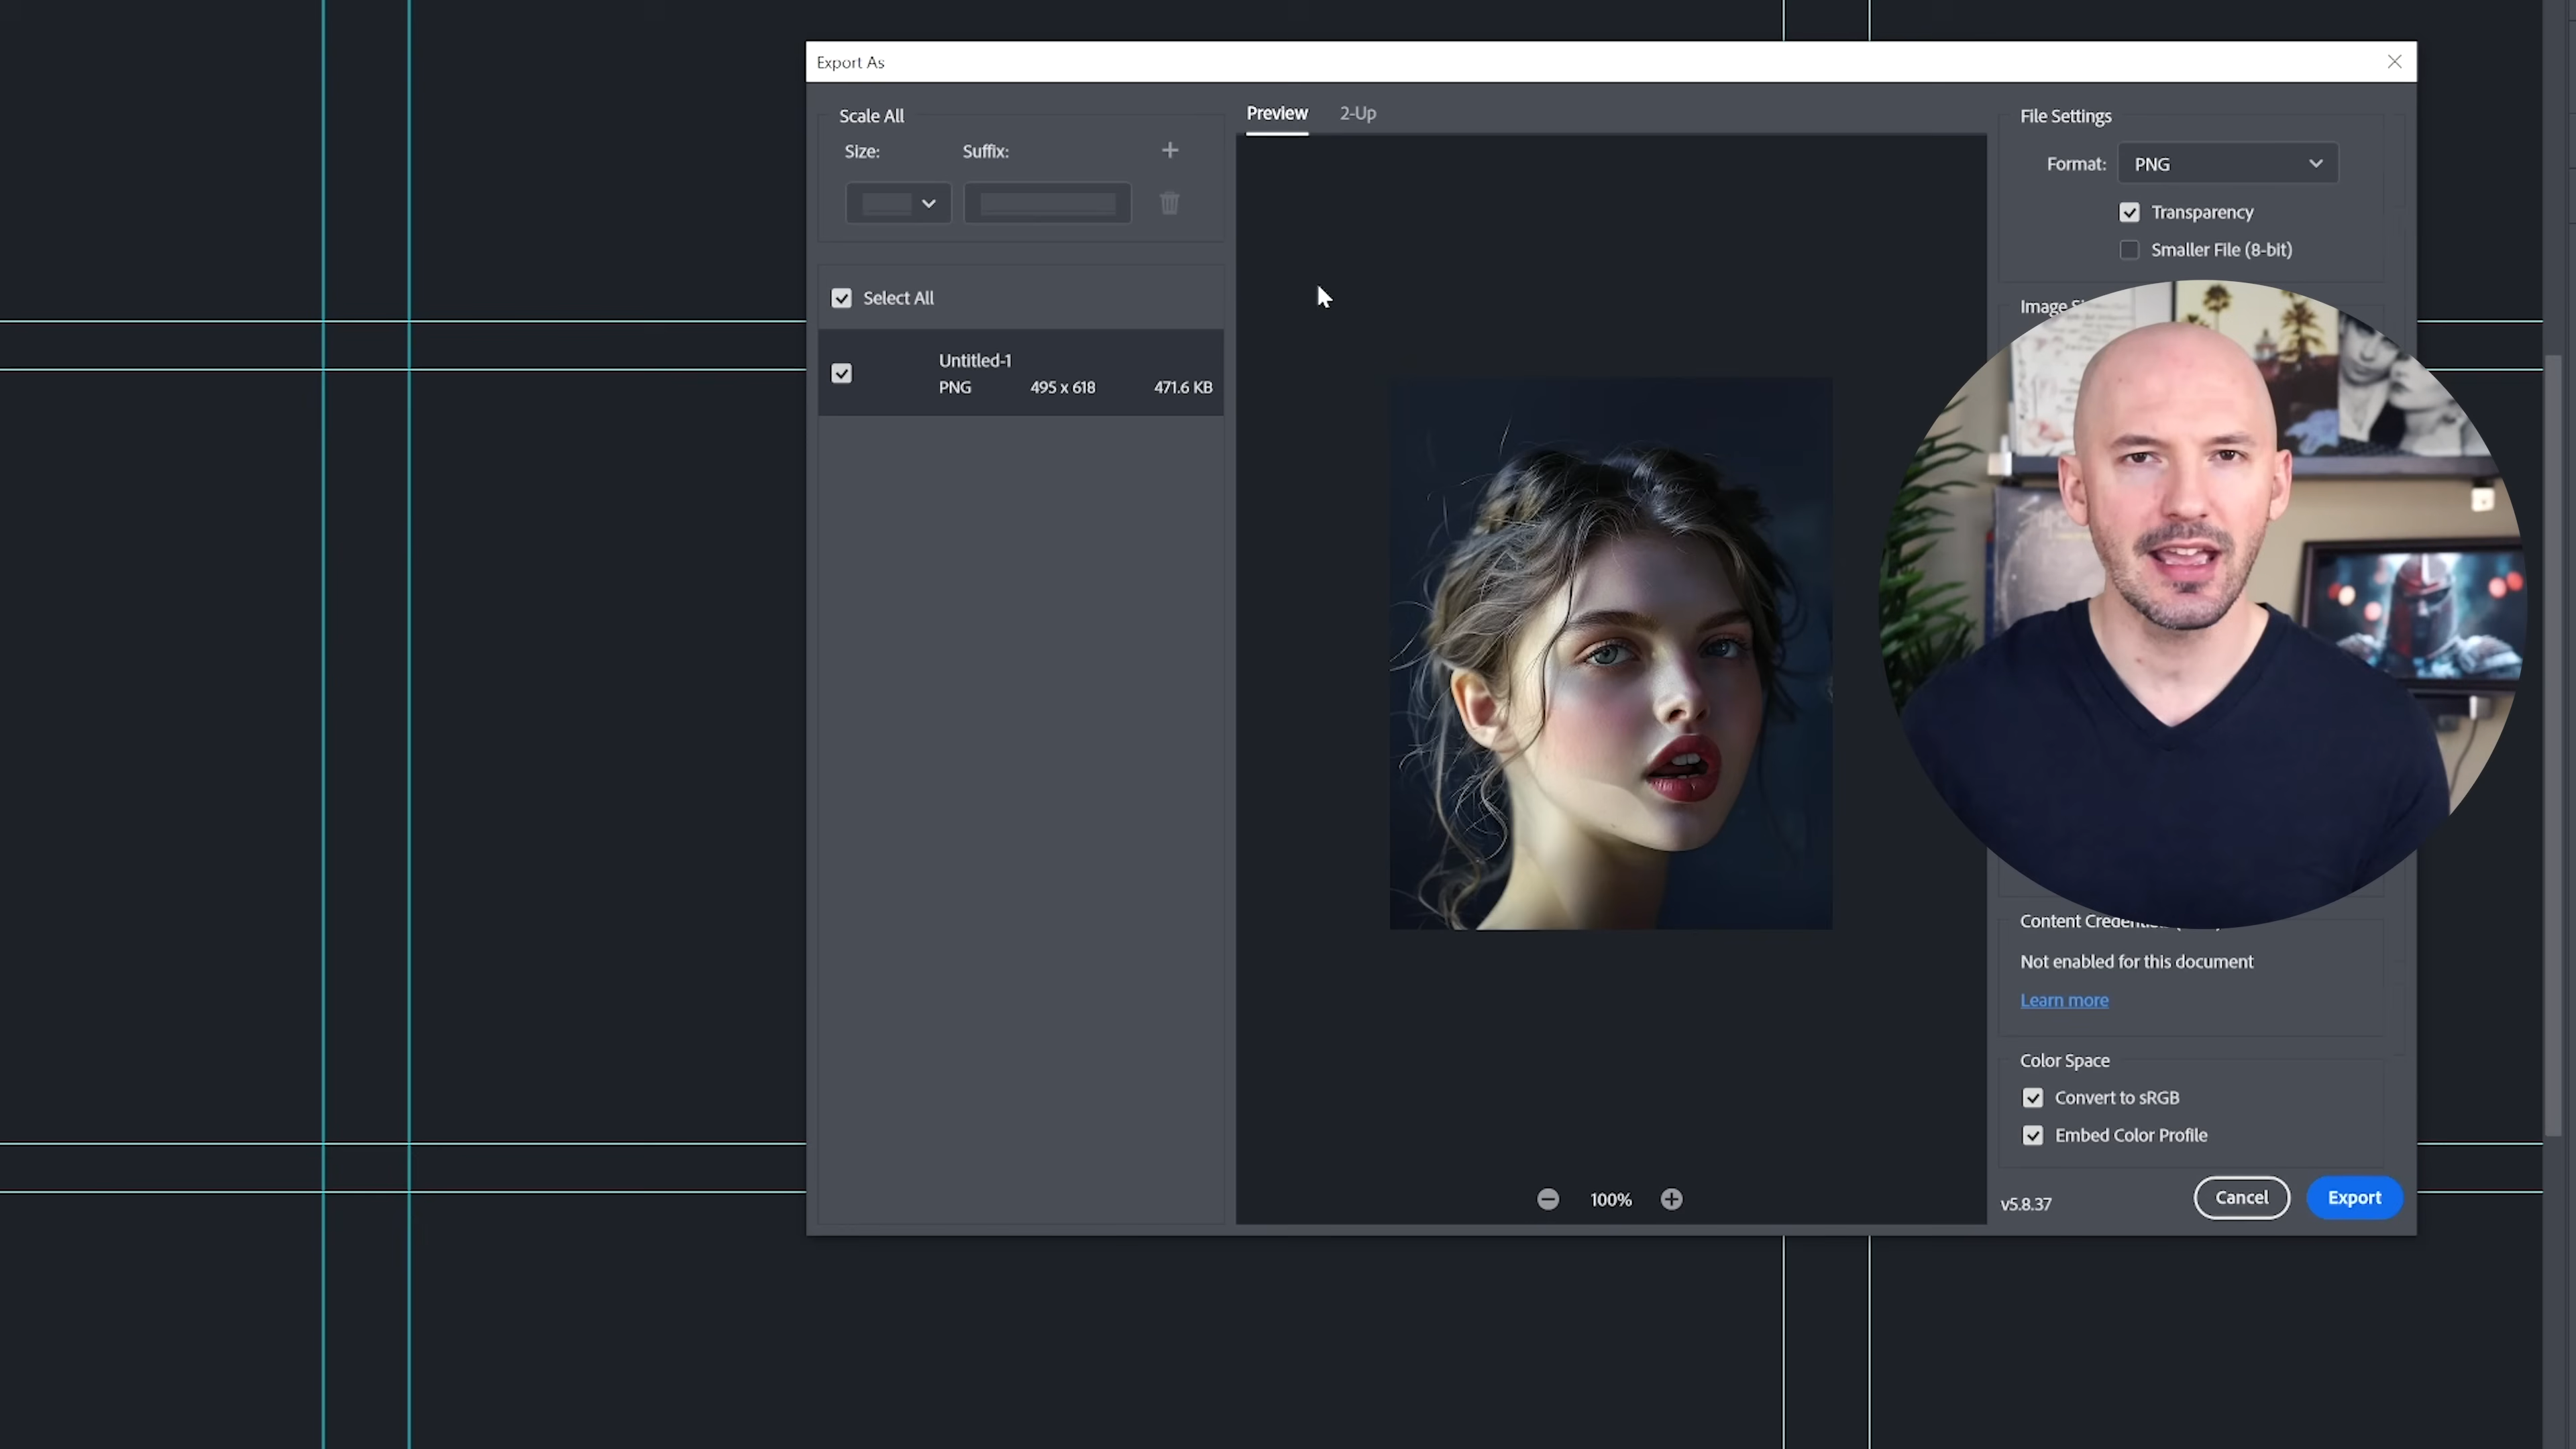 Export As
Scale All
Size: Suffix:
Select All
Untitled-1
PNG 495 x 618 471.6 KB
Preview 2-Up
100%
File Settings
Format: PNG
Transparency
Smaller File (8-bit)
Image
Content
Not enabled for this document
Learn more
Color Space
Convert to sRGB
Embed Color Profile
v5.8.37 Cancel Export